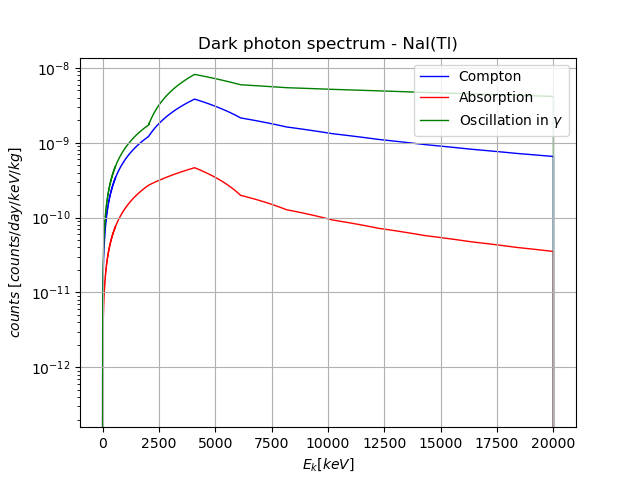 Dark photon spectrum - NaI(Tl)
counts [counts/day/keV/kg]
10⁻⁸
10⁻⁹
10⁻¹⁰
10⁻¹¹
10⁻¹²
Compton
Absorption
Oscillation in γ
0 2500 5000 7500 10000 12500 15000 17500 20000
Eₖ[keV]